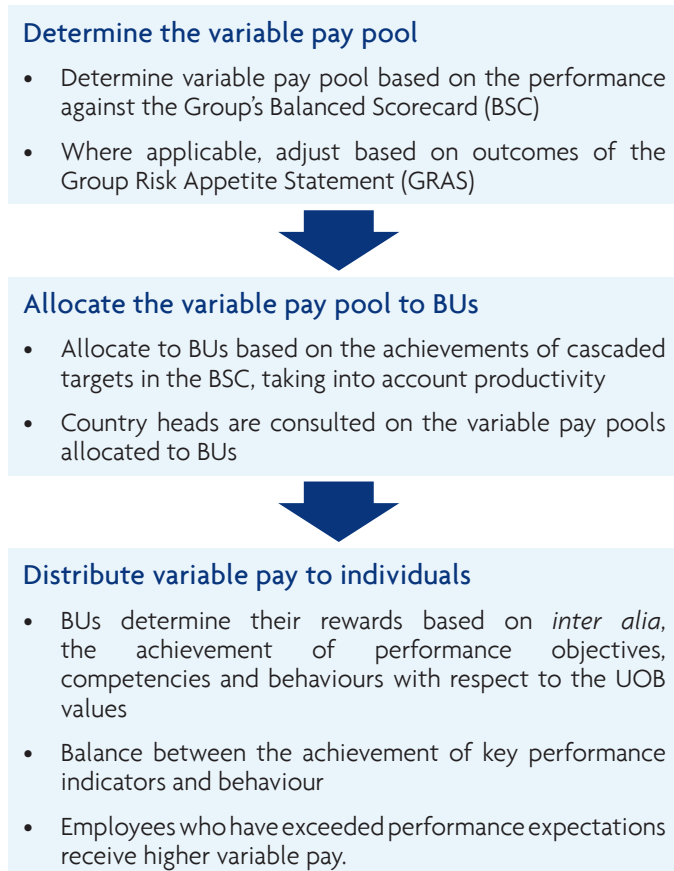 Determine the variable pay pool
• Determine variable pay pool based on the performance
against the Group’s Balanced Scorecard (BSC)
• Where applicable, adjust based on outcomes of the
Group Risk Appetite Statement (GRAS)
Allocate the variable pay pool to BUs
• Allocate to BUs based on the achievements of cascaded
targets in the BSC, taking into account productivity
• Country heads are consulted on the variable pay pools
allocated to BUs
Distribute variable pay to individuals
• BUs determine their rewards based on inter alia,
the achievement of performance objectives,
competencies and behaviours with respect to the UOB
values
• Balance between the achievement of key performance
indicators and behaviour
• Employees who have exceeded performance expectations
receive higher variable pay.